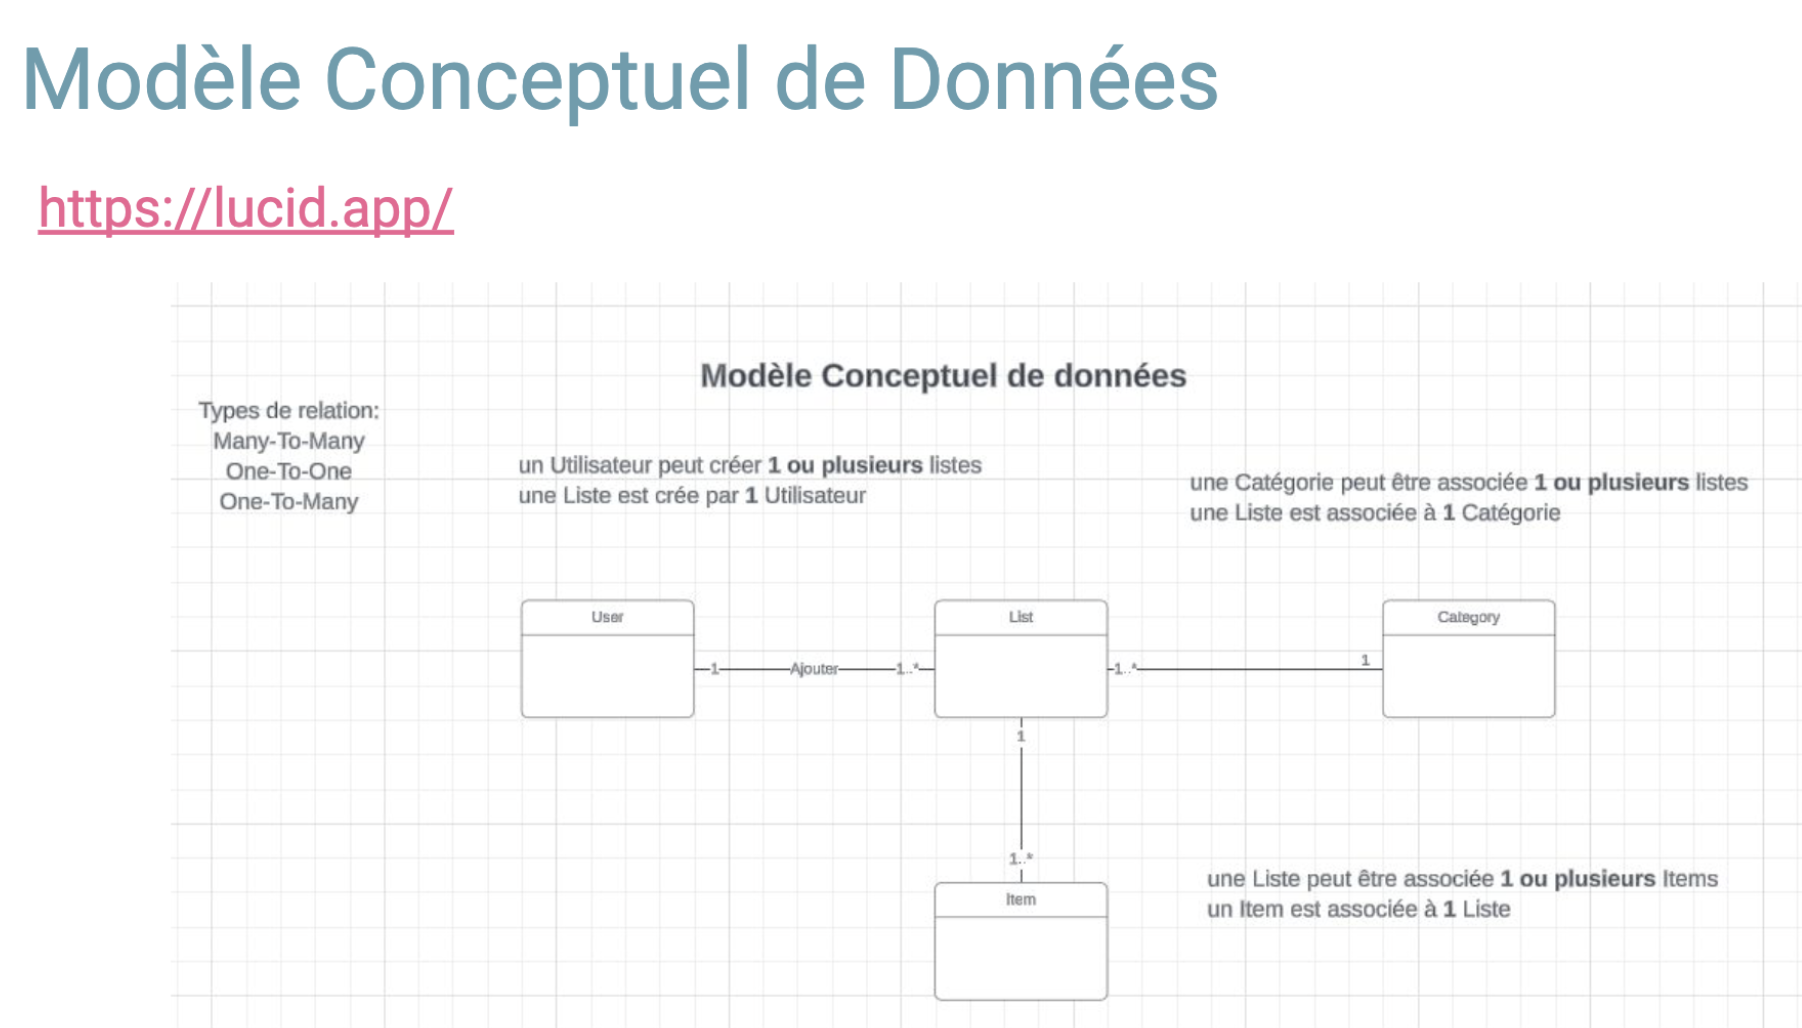 Modèle Conceptuel de Données
https://lucid.app/
Modèle Conceptuel de données
Types de relation:
Many-To-Many
One-To-One
One-To-Many
un Utilisateur peut créer 1 ou plusieurs listes
une Liste est crée par 1 Utilisateur
une Catégorie peut être associée 1 ou plusieurs listes
une Liste est associée à 1 Catégorie
User
List
Category
1
Ajouter
1..*
1..*
1
1
1..*
Item
une Liste peut être associée 1 ou plusieurs Items
un Item est associée à 1 Liste